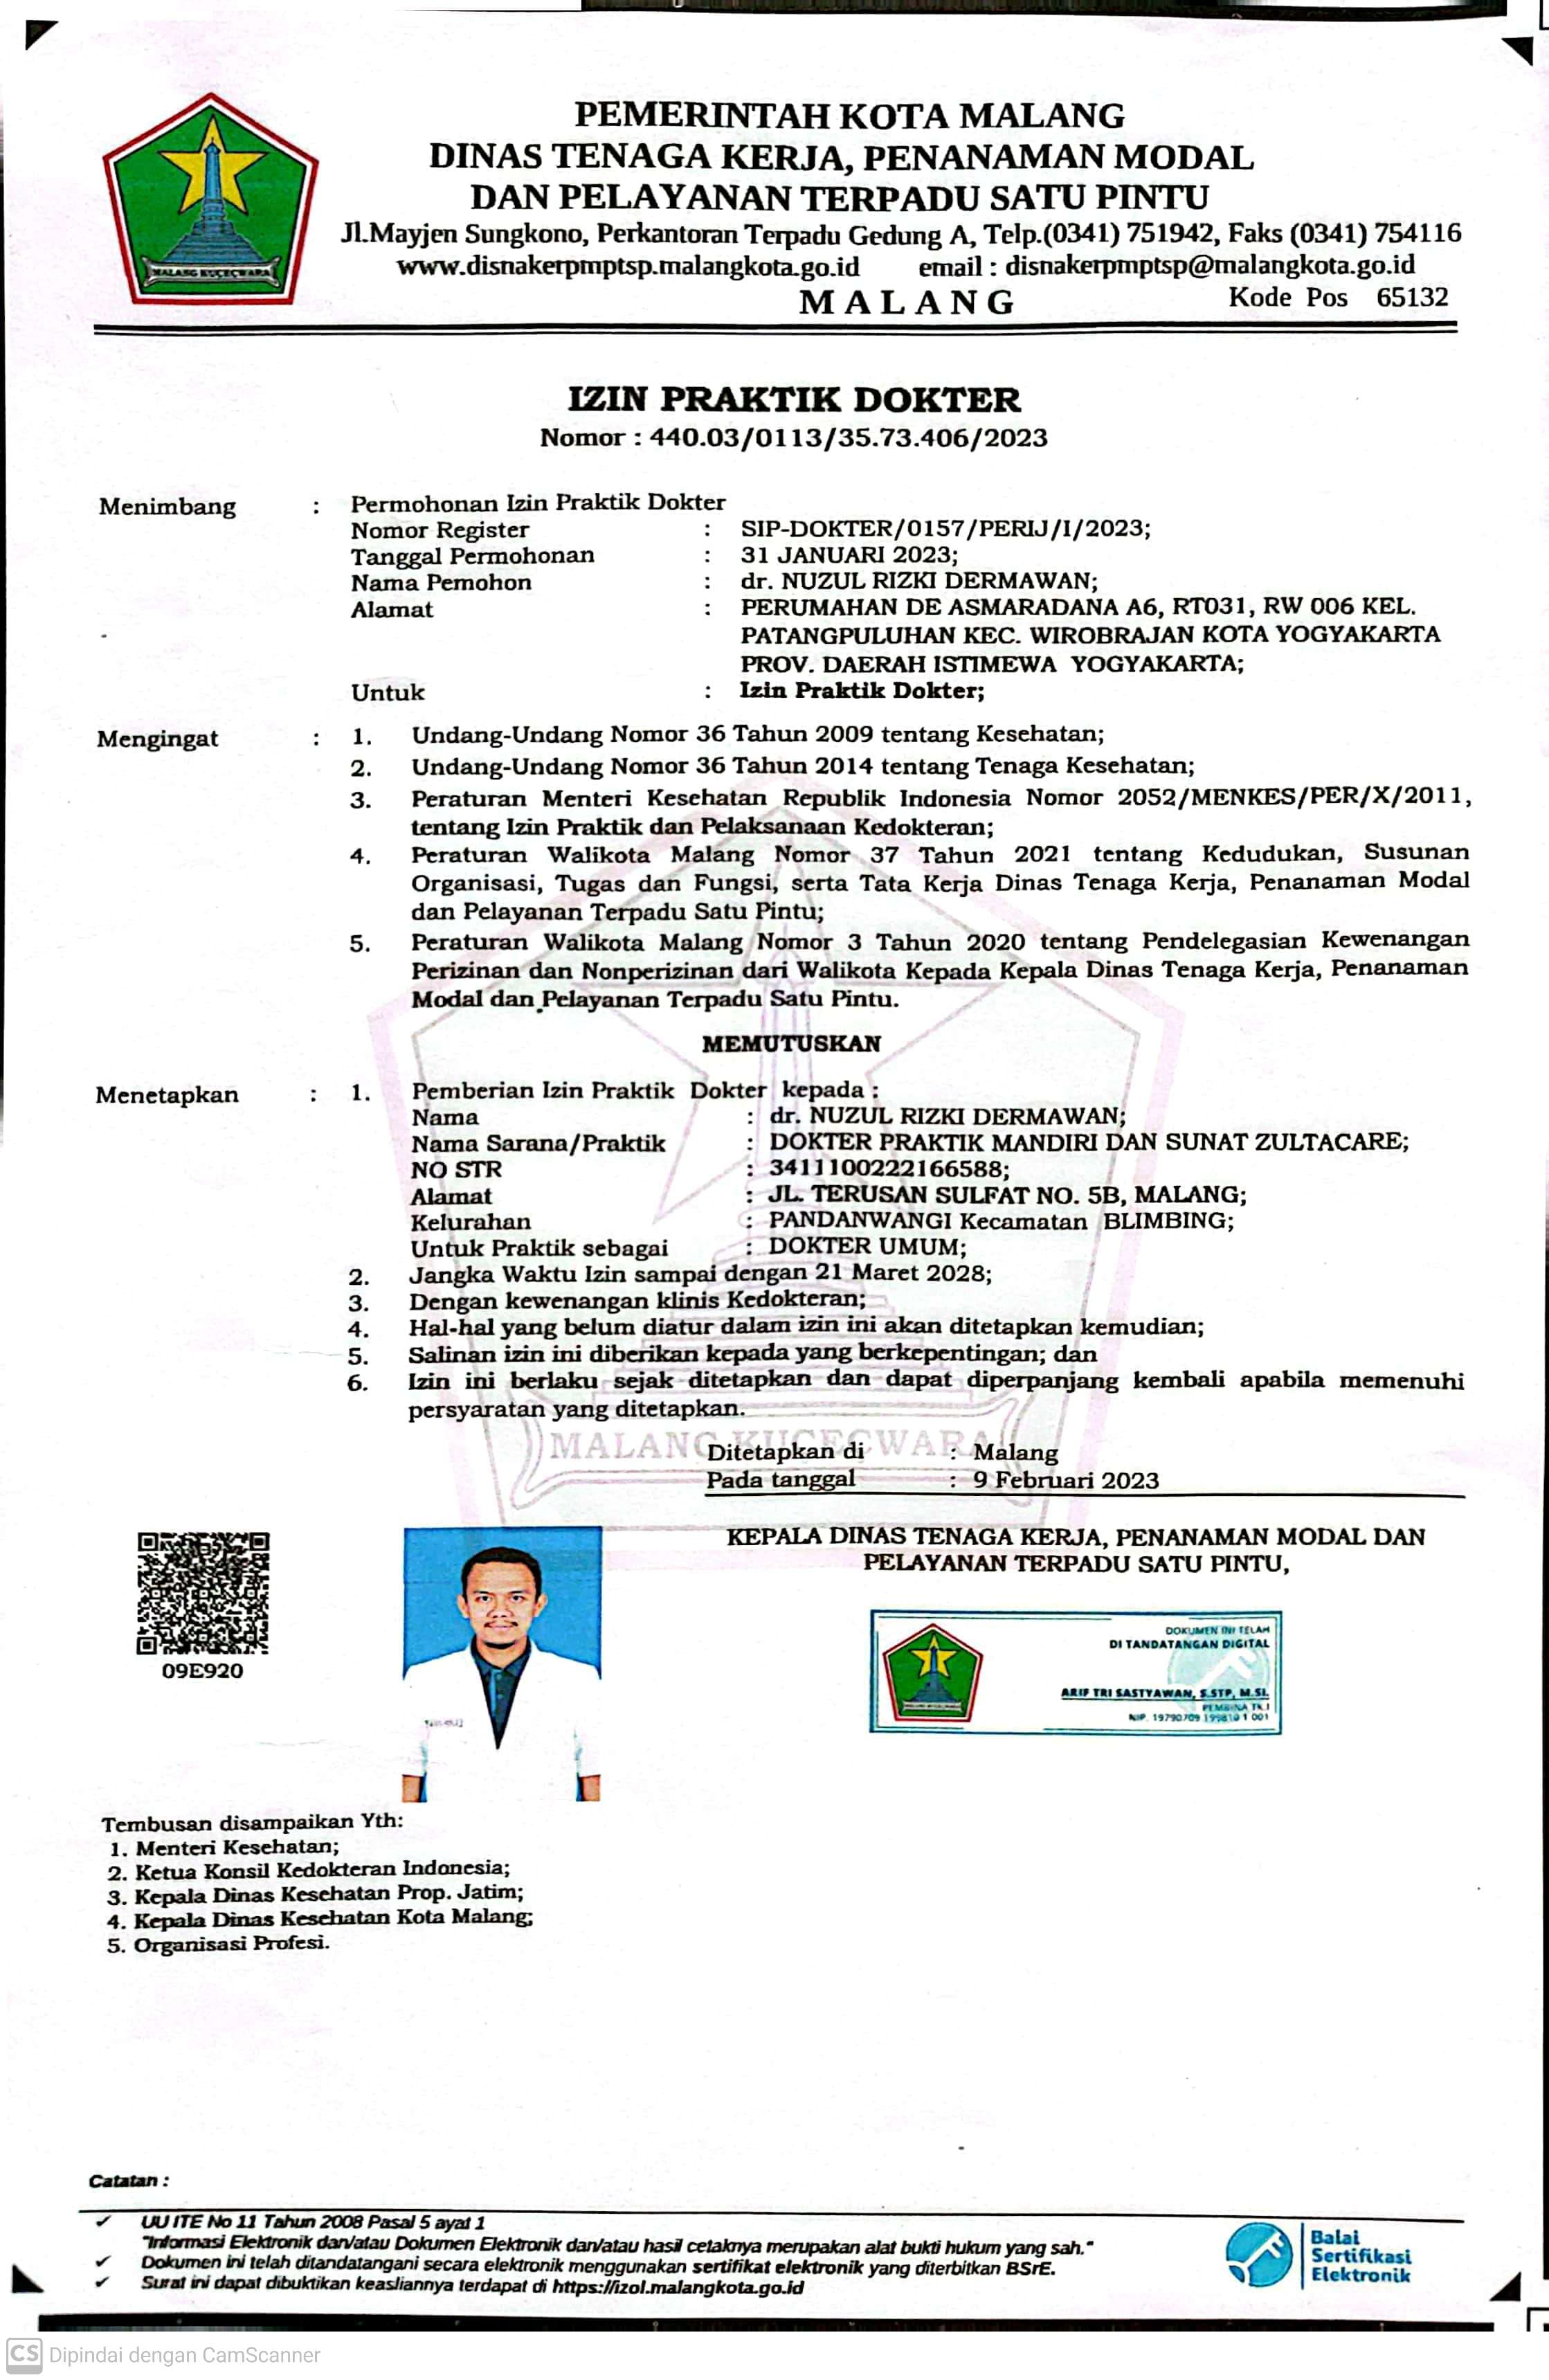 PEMERINTAH KOTA MALANG
DINAS TENAGA KERJA, PENANAMAN MODAL
DAN PELAYANAN TERPADU SATU PINTU
Jl.Mayjen Sungkono, Perkantoran Terpadu Gedung A, Telp.(0341) 751942, Faks (0341) 754116
www.disnakerpmptsp.malangkota.go.id email : disnakerpmptsp@malangkota.go.id
MALANG Kode Pos 65132
MALANG KUCECWARA
IZIN PRAKTIK DOKTER
Nomor : 440.03/0113/35.73.406/2023
Menimbang : Permohonan Izin Praktik Dokter
Nomor Register : SIP-DOKTER/0157/PERIJ/I/2023;
Tanggal Permohonan : 31 JANUARI 2023;
Nama Pemohon : dr. NUZUL RIZKI DERMAWAN;
Alamat : PERUMAHAN DE ASMARADANA A6, RT031, RW 006 KEL.
PATANGPULUHAN KEC. WIROBRAJAN KOTA YOGYAKARTA
PROV. DAERAH ISTIMEWA YOGYAKARTA;
Untuk : Izin Praktik Dokter;
Mengingat : 1. Undang-Undang Nomor 36 Tahun 2009 tentang Kesehatan;
2. Undang-Undang Nomor 36 Tahun 2014 tentang Tenaga Kesehatan;
3. Peraturan Menteri Kesehatan Republik Indonesia Nomor 2052/MENKES/PER/X/2011,
tentang Izin Praktik dan Pelaksanaan Kedokteran;
4. Peraturan Walikota Malang Nomor 37 Tahun 2021 tentang Kedudukan, Susunan
Organisasi, Tugas dan Fungsi, serta Tata Kerja Dinas Tenaga Kerja, Penanaman Modal
dan Pelayanan Terpadu Satu Pintu;
5. Peraturan Walikota Malang Nomor 3 Tahun 2020 tentang Pendelegasian Kewenangan
Perizinan dan Nonperizinan dari Walikota Kepada Kepala Dinas Tenaga Kerja, Penanaman
Modal dan Pelayanan Terpadu Satu Pintu.
MEMUTUSKAN
Menetapkan : 1. Pemberian Izin Praktik Dokter kepada :
Nama : dr. NUZUL RIZKI DERMAWAN;
Nama Sarana/Praktik : DOKTER PRAKTIK MANDIRI DAN SUNAT ZULTACARE;
NO STR : 3411100222166588;
Alamat : JL. TERUSAN SULFAT NO. 5B, MALANG;
Kelurahan : PANDANWANGI Kecamatan BLIMBING;
Untuk Praktik sebagai : DOKTER UMUM;
2. Jangka Waktu Izin sampai dengan 21 Maret 2028;
3. Dengan kewenangan klinis Kedokteran;
4. Hal-hal yang belum diatur dalam izin ini akan ditetapkan kemudian;
5. Salinan izin ini diberikan kepada yang berkepentingan; dan
6. Izin ini berlaku sejak ditetapkan dan dapat diperpanjang kembali apabila memenuhi
persyaratan yang ditetapkan.
MALANG KUCECWARA
Ditetapkan di : Malang
Pada tanggal : 9 Februari 2023
KEPALA DINAS TENAGA KERJA, PENANAMAN MODAL DAN
PELAYANAN TERPADU SATU PINTU,
09E920
DOKUMEN INI TELAH
DI TANDATANGAN DIGITAL
ARIF TRI SASTYAWAN, S.STP, M.SI.
PEMBINA TK.I
NIP. 19790709 199810 1 001
Tembusan disampaikan Yth:
1. Menteri Kesehatan;
2. Ketua Konsil Kedokteran Indonesia;
3. Kepala Dinas Kesehatan Prop. Jatim;
4. Kepala Dinas Kesehatan Kota Malang;
5. Organisasi Profesi.
Catatan :
✓ UU ITE No 11 Tahun 2008 Pasal 5 ayat 1
"Informasi Elektronik dan/atau Dokumen Elektronik dan/atau hasil cetaknya merupakan alat bukti hukum yang sah."
✓ Dokumen ini telah ditandatangani secara elektronik menggunakan sertifikat elektronik yang diterbitkan BSrE.
✓ Surat ini dapat dibuktikan keasliannya terdapat di https://izol.malangkota.go.id
Balai
Sertifikasi
Elektronik
CS Dipindai dengan CamScanner